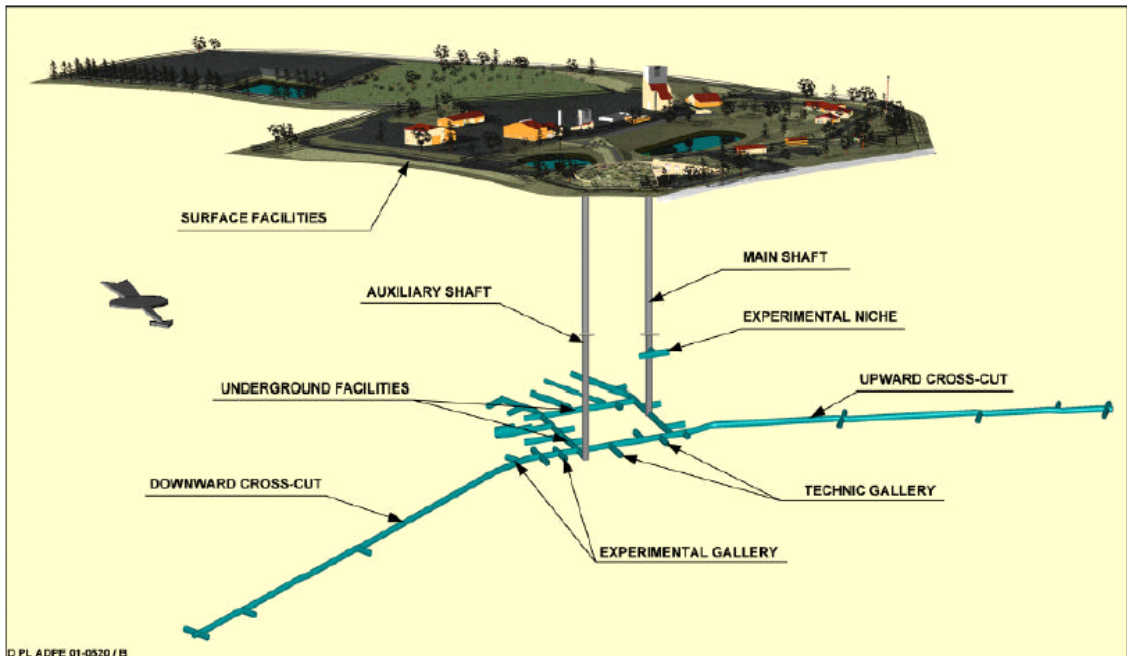 SURFACE FACILITIES
MAIN SHAFT
AUXILIARY SHAFT
EXPERIMENTAL NICHE
UNDERGROUND FACILITIES
UPWARD CROSS-CUT
DOWNWARD CROSS-CUT
TECHNIC GALLERY
EXPERIMENTAL GALLERY
D PL ADPE 01-0520 / B